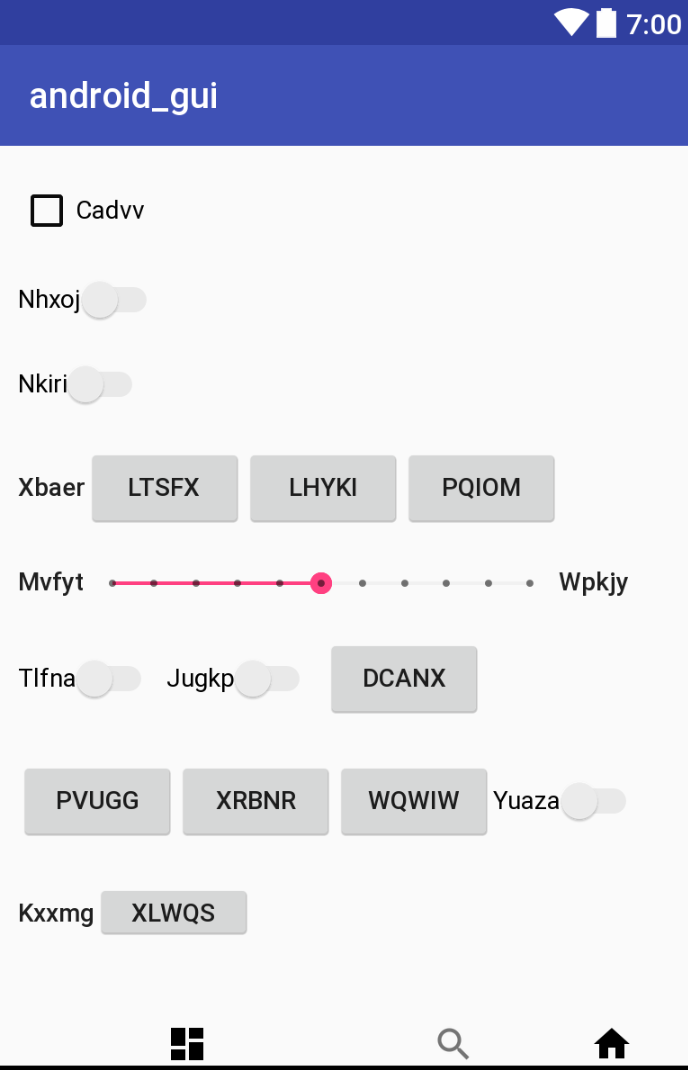 7:00
android_gui
Cadvv
Nhxoj
Nkiri
Xbaer LTSFX LHYKI PQIOM
Mvfyt Wpkjy
Tlfna Jugkp DCANX
PVUGG XRBNR WQWIW Yuaza
Kxxmg XLWQS